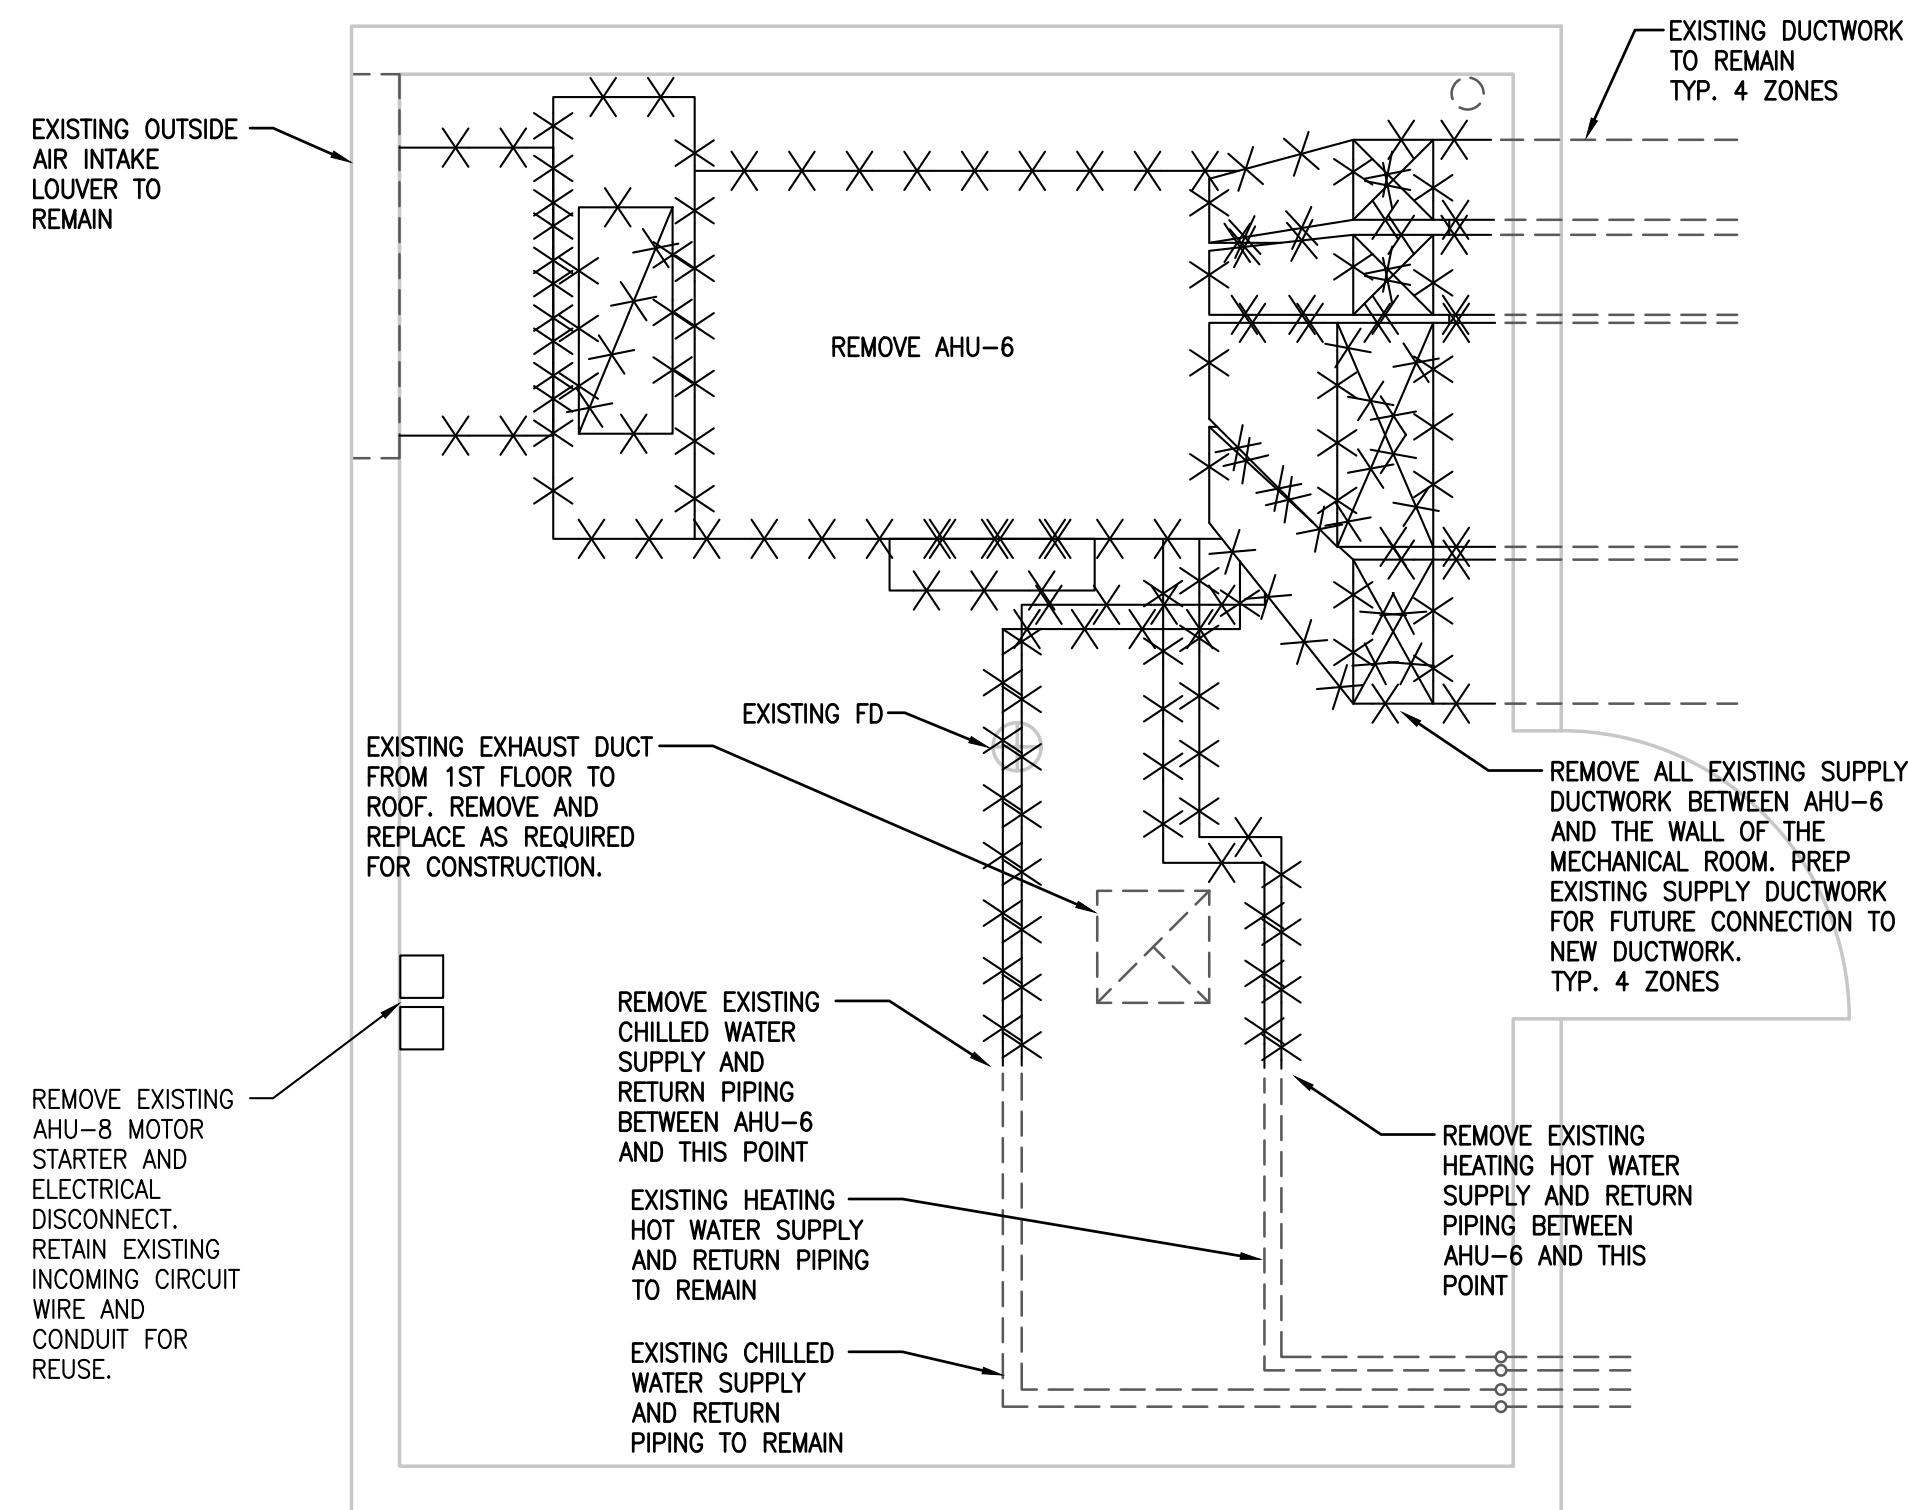 EXISTING DUCTWORK
TO REMAIN
TYP. 4 ZONES
EXISTING OUTSIDE
AIR INTAKE
LOUVER TO
REMAIN
REMOVE AHU-6
EXISTING FD
EXISTING EXHAUST DUCT
FROM 1ST FLOOR TO
ROOF. REMOVE AND
REPLACE AS REQUIRED
FOR CONSTRUCTION.
REMOVE ALL EXISTING SUPPLY
DUCTWORK BETWEEN AHU-6
AND THE WALL OF THE
MECHANICAL ROOM. PREP
EXISTING SUPPLY DUCTWORK
FOR FUTURE CONNECTION TO
NEW DUCTWORK.
TYP. 4 ZONES
REMOVE EXISTING
CHILLED WATER
SUPPLY AND
RETURN PIPING
BETWEEN AHU-6
AND THIS POINT
REMOVE EXISTING
AHU-8 MOTOR
STARTER AND
ELECTRICAL
DISCONNECT.
RETAIN EXISTING
INCOMING CIRCUIT
WIRE AND
CONDUIT FOR
REUSE.
REMOVE EXISTING
HEATING HOT WATER
SUPPLY AND RETURN
PIPING BETWEEN
AHU-6 AND THIS
POINT
EXISTING HEATING
HOT WATER SUPPLY
AND RETURN PIPING
TO REMAIN
EXISTING CHILLED
WATER SUPPLY
AND RETURN
PIPING TO REMAIN